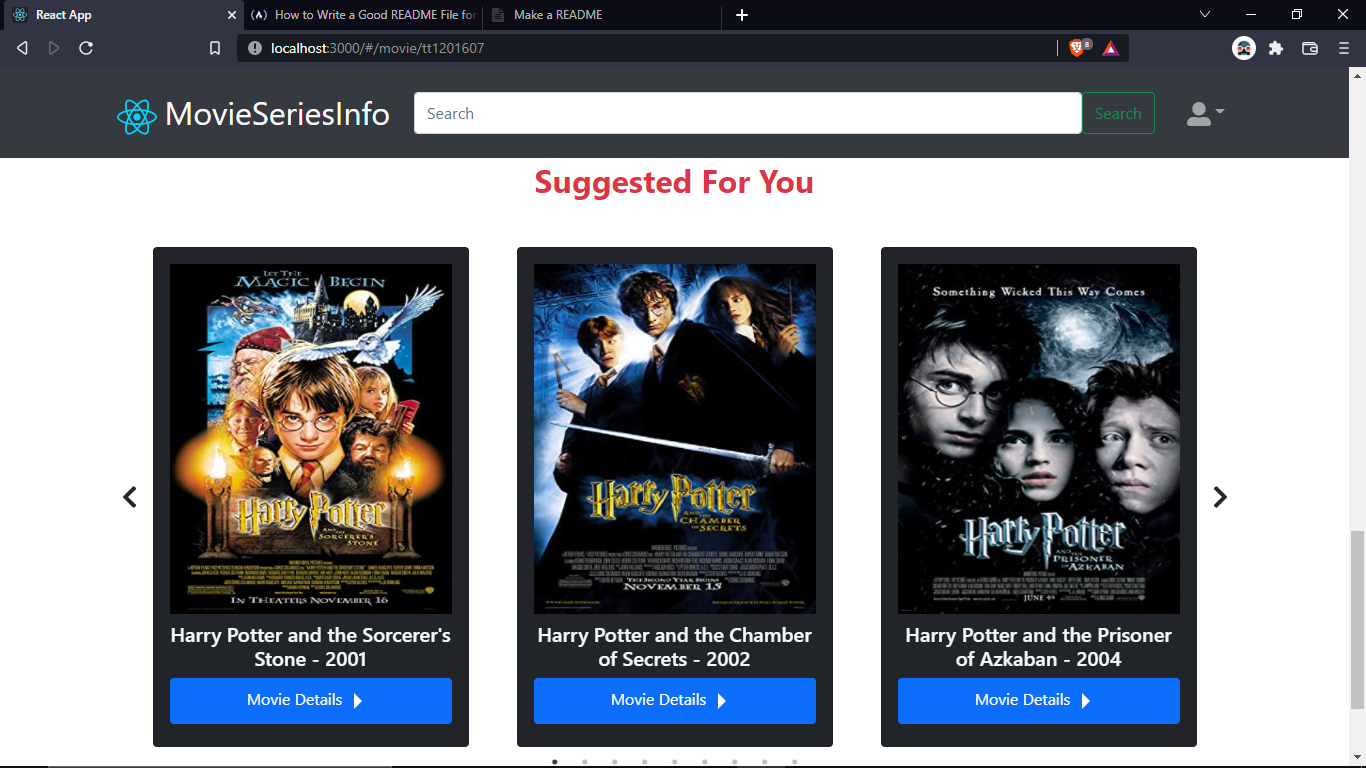 React App
How to Write a Good README File for
Make a README
localhost:3000/#/movie/tt1201607
8
MovieSeriesInfo
Search
Search
Suggested For You
LET THE
MAGIC BEGIN
Harry Potter
AND THE
SORCERER'S
STONE
IN THEATERS NOVEMBER 16
Harry Potter and the Sorcerer's
Stone - 2001
Movie Details
Harry Potter
AND THE
CHAMBER
OF SECRETS
THE SECOND YEAR BEGINS
NOVEMBER 15
Harry Potter and the Chamber
of Secrets - 2002
Movie Details
SOMETHING WICKED THIS WAY COMES
Harry Potter
AND THE
PRISONER
OF
AZKABAN
JUNE 4
Harry Potter and the Prisoner
of Azkaban - 2004
Movie Details